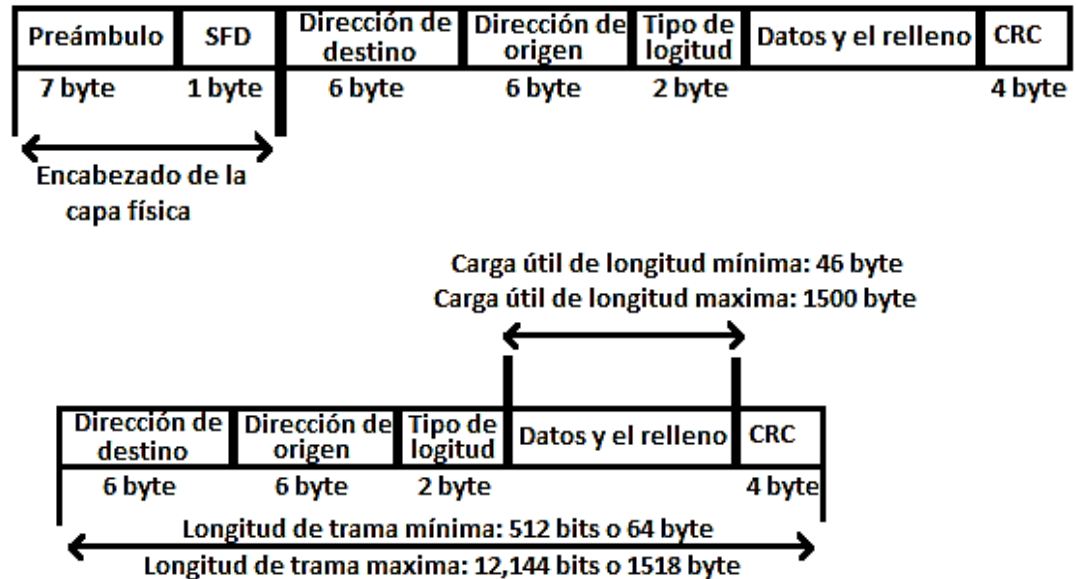 Preámbulo SFD Dirección de destino Dirección de origen Tipo de logitud Datos y el relleno CRC
7 byte 1 byte 6 byte 6 byte 2 byte 4 byte
Encabezado de la
capa física
Carga útil de longitud mínima: 46 byte
Carga útil de longitud maxima: 1500 byte
Dirección de destino Dirección de origen Tipo de logitud Datos y el relleno CRC
6 byte 6 byte 2 byte 4 byte
Longitud de trama mínima: 512 bits o 64 byte
Longitud de trama maxima: 12,144 bits o 1518 byte